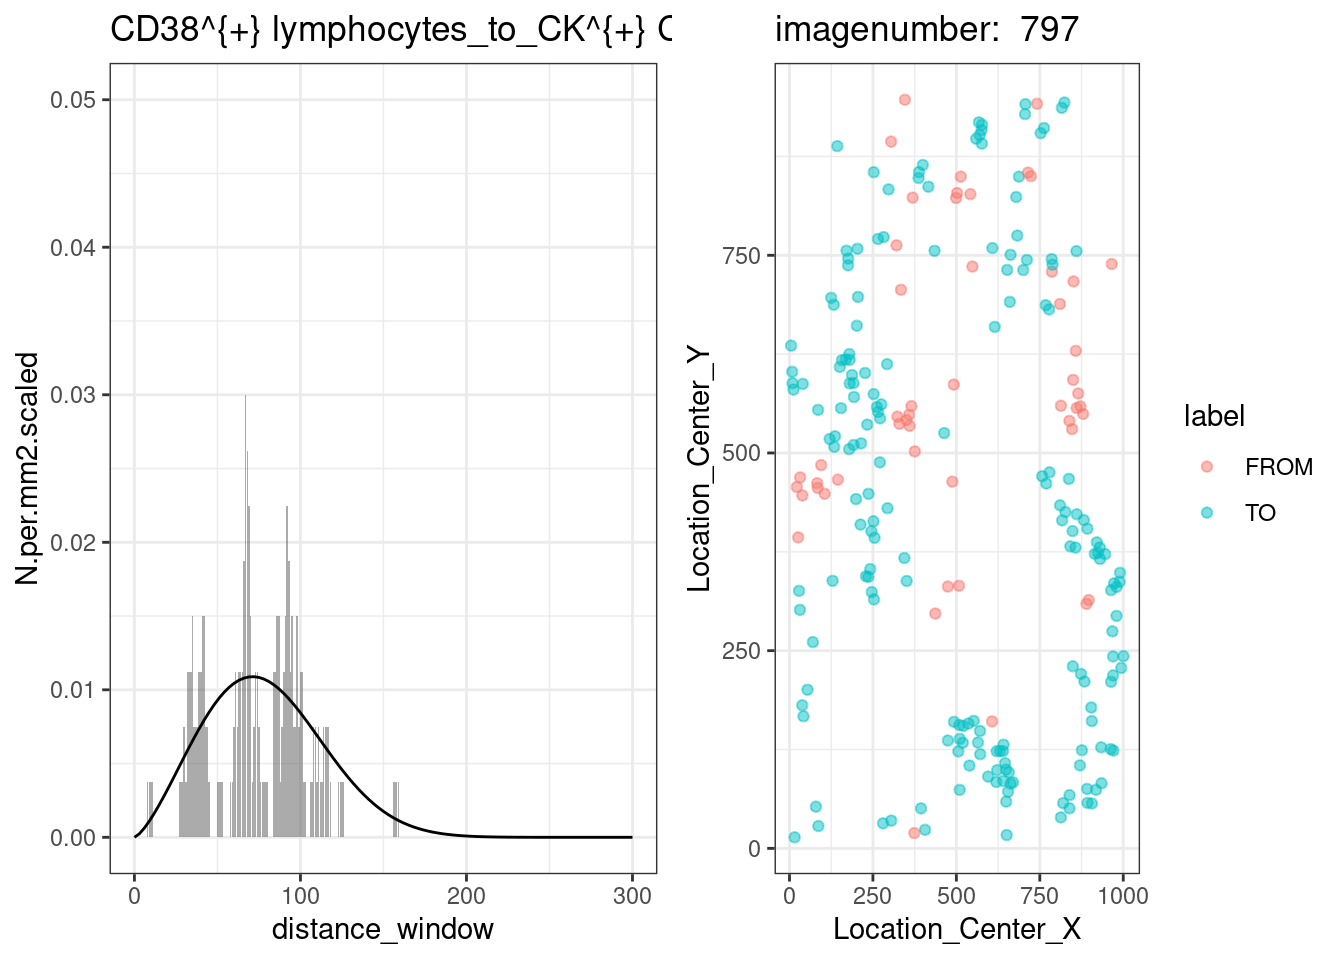 CD38^{+} lymphocytes_to_CK^{+} C
imagenumber:  797
N.per.mm2.scaled
0.05
0.04
0.03
0.02
0.01
0.00
0
100
200
300
distance_window
Location_Center_Y
750
500
250
0
0
250
500
750
1000
Location_Center_X
label
FROM
TO